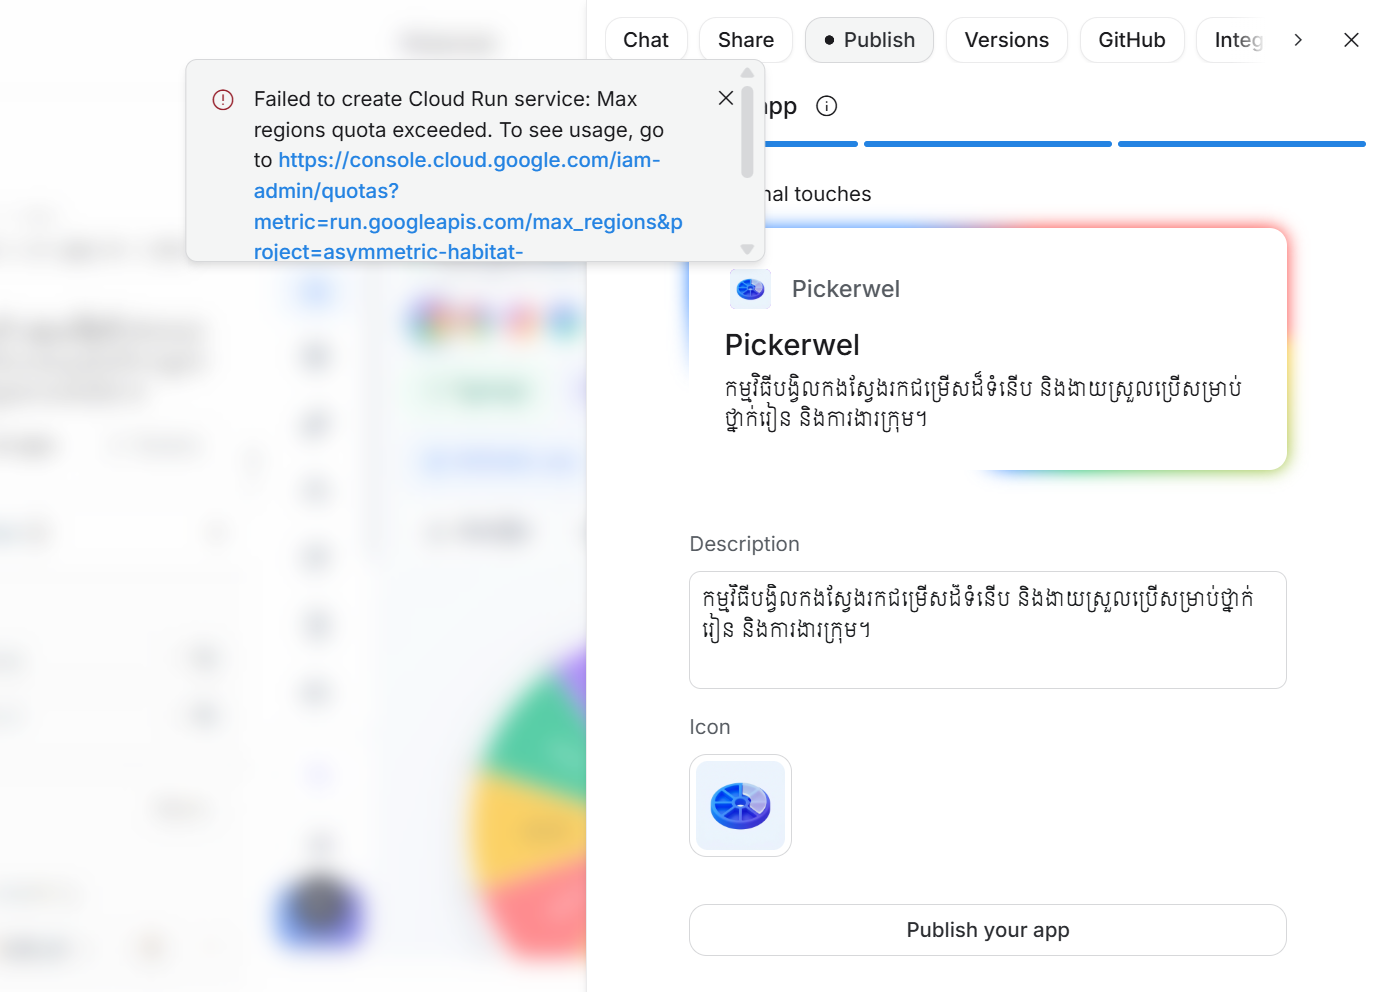 Chat
Share
Publish
Versions
GitHub
Integ
Failed to create Cloud Run service: Max
regions quota exceeded. To see usage, go
to https://console.cloud.google.com/iam-
admin/quotas?
metric=run.googleapis.com/max_regions&p
roject=asymmetric-habitat-
app
nal touches
Pickerwel
Pickerwel
កម្មវិធីបង្វិលកងស្វែងរកជម្រើសដ៏ទំនើប និងងាយស្រួលប្រើសម្រាប់
ថ្នាក់រៀន និងការងារក្រុម។
Description
កម្មវិធីបង្វិលកងស្វែងរកជម្រើសដ៏ទំនើប និងងាយស្រួលប្រើសម្រាប់ថ្នាក់
រៀន និងការងារក្រុម។
Icon
Publish your app